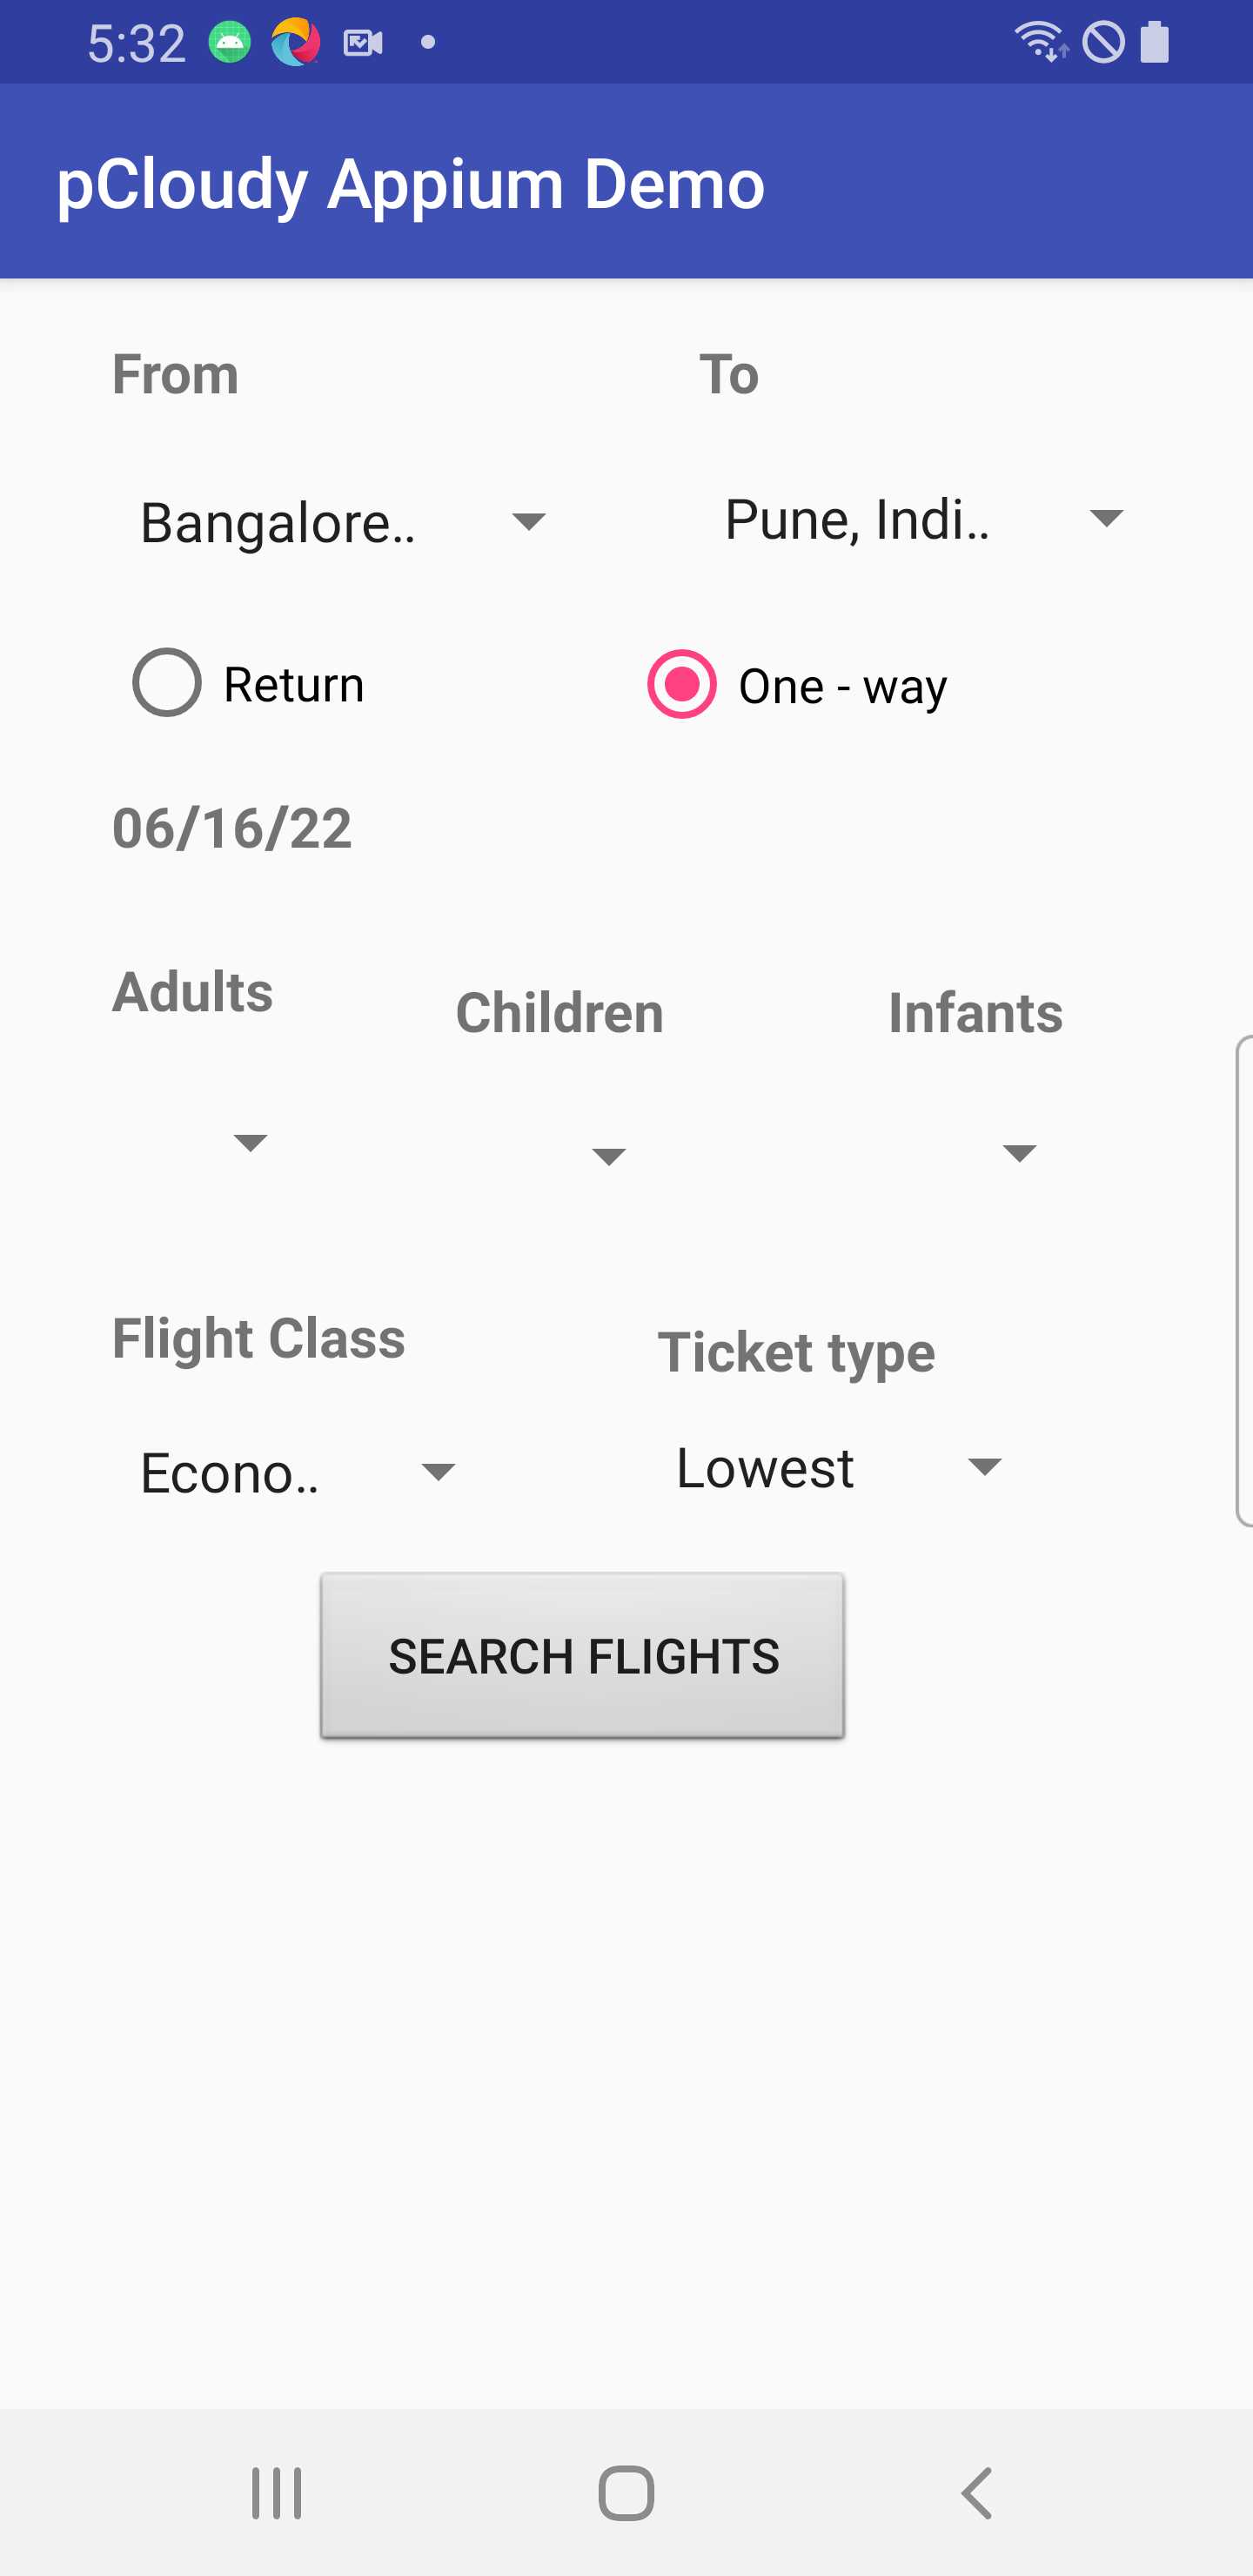 5:32
pCloudy Appium Demo
From To
Bangalore.. Pune, Indi..
Return One - way
06/16/22
Adults Children Infants
Flight Class Ticket type
Econo.. Lowest
SEARCH FLIGHTS